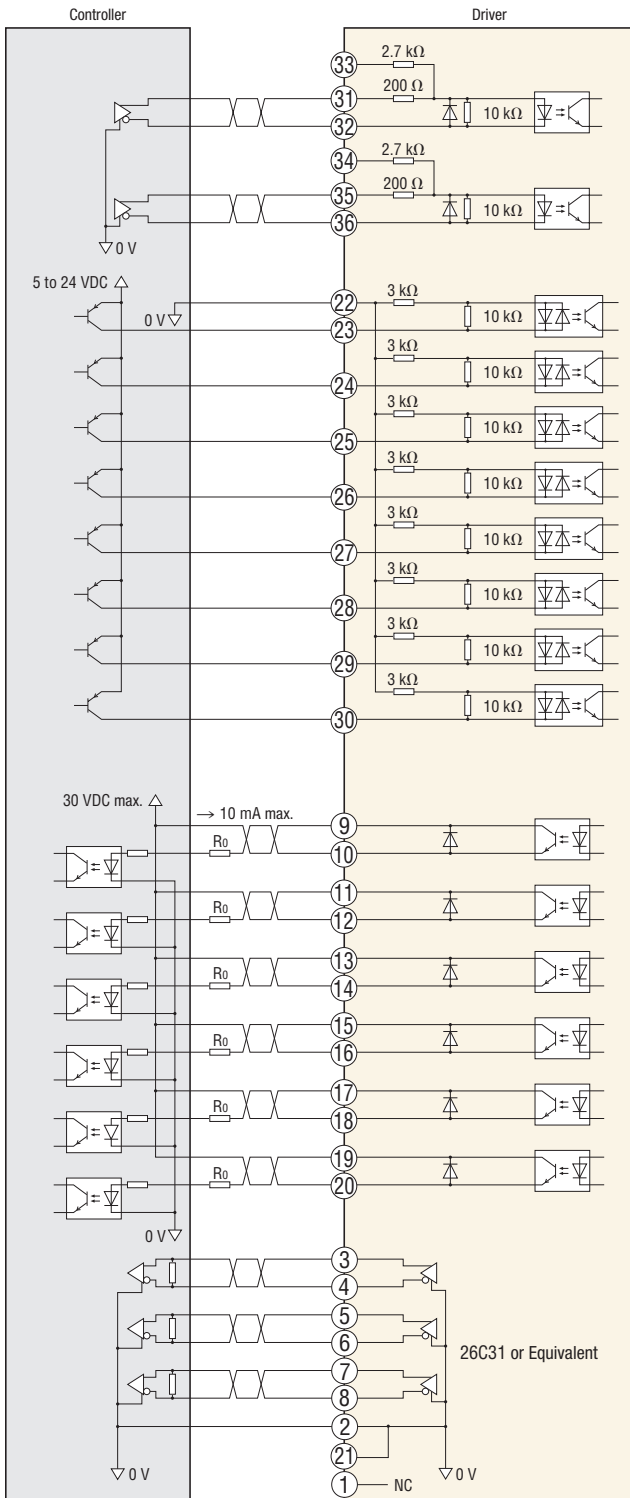 Controller Driver
33 2.7 kΩ
31 200 Ω
32 10 kΩ
34 2.7 kΩ
35 200 Ω
36 10 kΩ
0 V
5 to 24 VDC
22 3 kΩ
0 V
23 10 kΩ
3 kΩ
24 10 kΩ
3 kΩ
25 10 kΩ
3 kΩ
26 10 kΩ
3 kΩ
27 10 kΩ
3 kΩ
28 10 kΩ
3 kΩ
29 10 kΩ
3 kΩ
30 10 kΩ
30 VDC max.
→ 10 mA max.
9
R0 10
11
R0 12
13
R0 14
15
R0 16
17
R0 18
19
R0 20
0 V
3
4
5
6
26C31 or Equivalent
7
8
2
21
0 V 0 V
1 NC